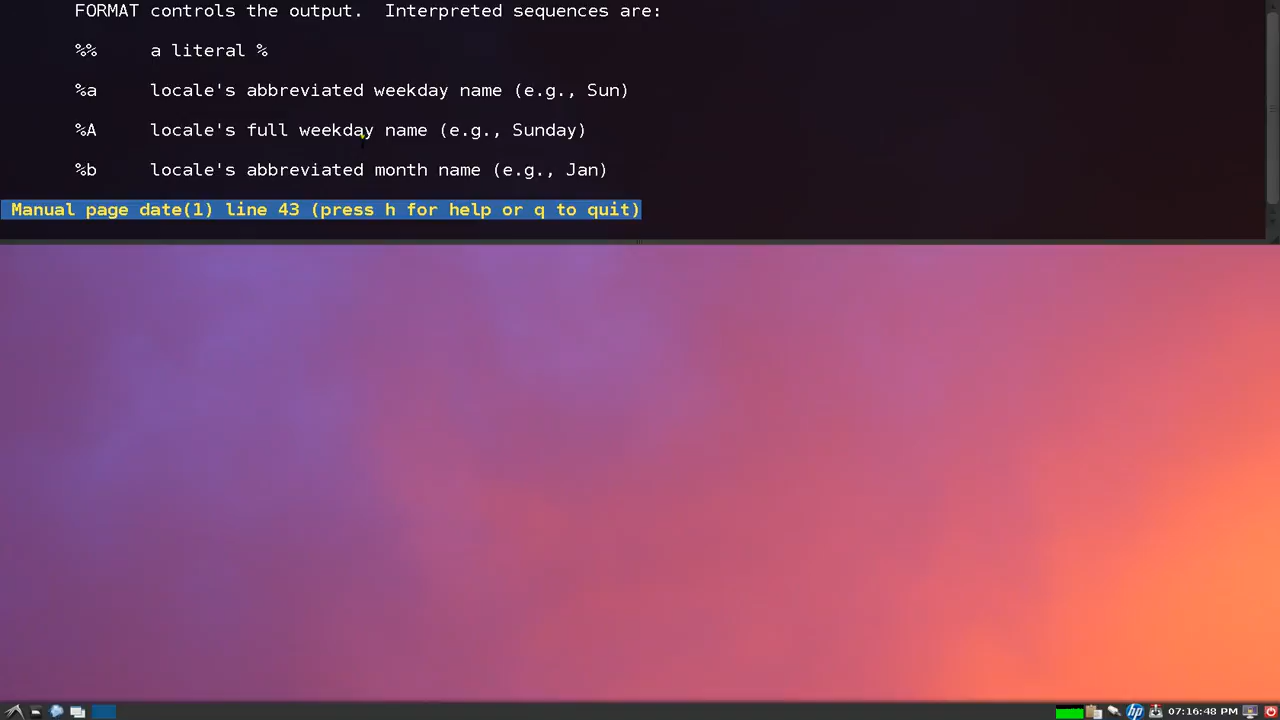 FORMAT controls the output.  Interpreted sequences are:
%%     a literal %
%a     locale's abbreviated weekday name (e.g., Sun)
%A     locale's full weekday name (e.g., Sunday)
%b     locale's abbreviated month name (e.g., Jan)
Manual page date(1) line 43 (press h for help or q to quit)
hp 07:16:48 PM